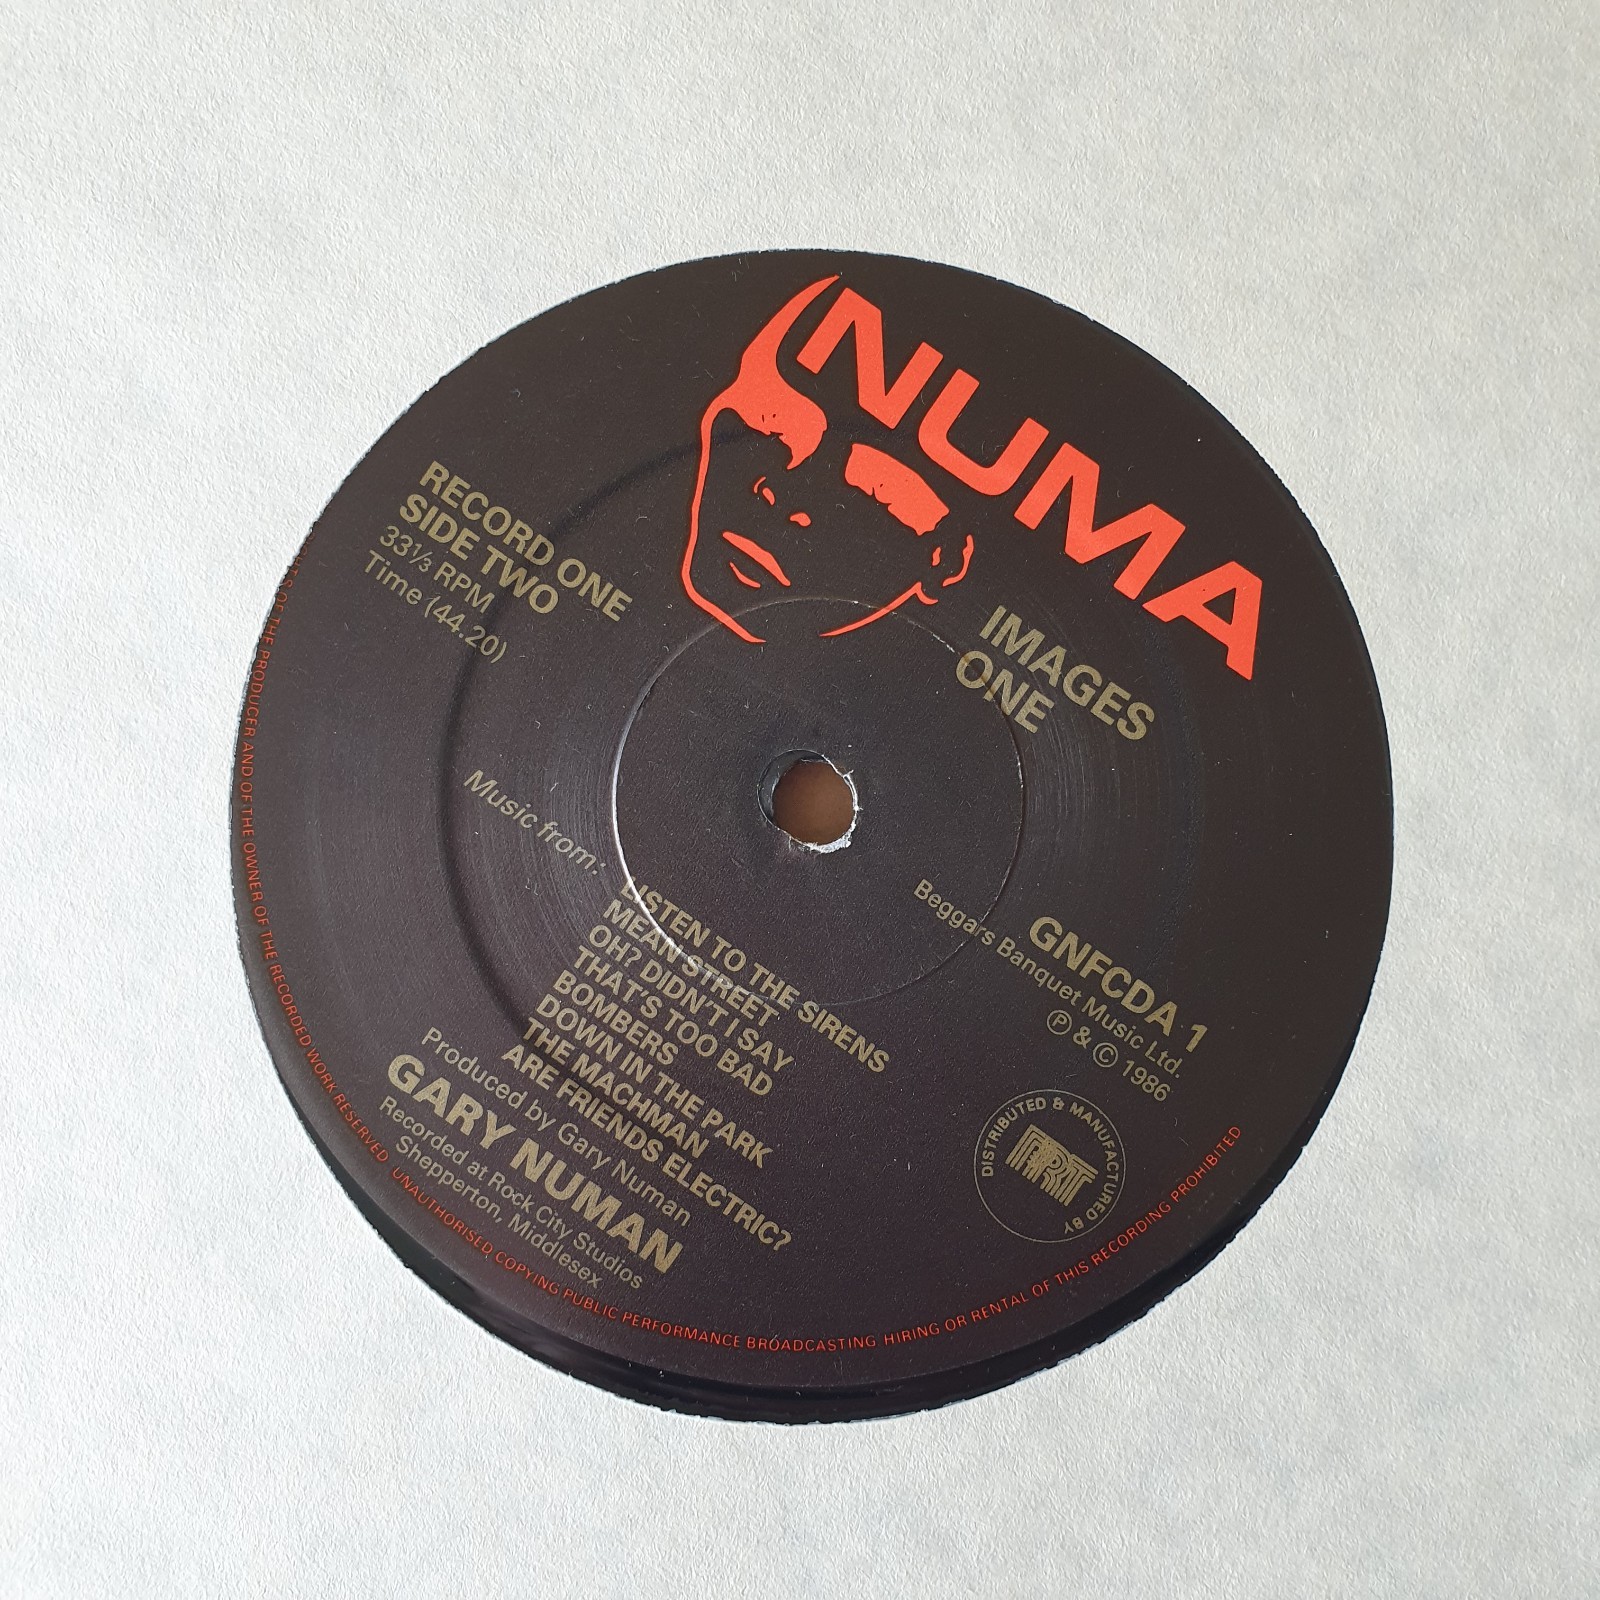 NUMA
IMAGES
ONE
RECORD ONE
SIDE TWO
33⅓ RPM
Time (44.20)
Music from:
LISTEN TO THE SIRENS
MEAN STREET
OH? DIDN'T I SAY
THAT'S TOO BAD
BOMBERS
DOWN IN THE PARK
THE MACHMAN
ARE FRIENDS ELECTRIC?
Produced by Gary Numan
GARY NUMAN
Recorded at Rock City Studios
Shepperton, Middlesex
GNFCDA 1
Beggars Banquet Music Ltd.
Ⓟ & © 1986
DISTRIBUTED & MANUFACTURED BY
PRT
OF THE PRODUCER AND OF THE OWNER OF THE RECORDED WORK RESERVED. UNAUTHORISED COPYING PUBLIC PERFORMANCE BROADCASTING HIRING OR RENTAL OF THIS RECORDING PROHIBITED